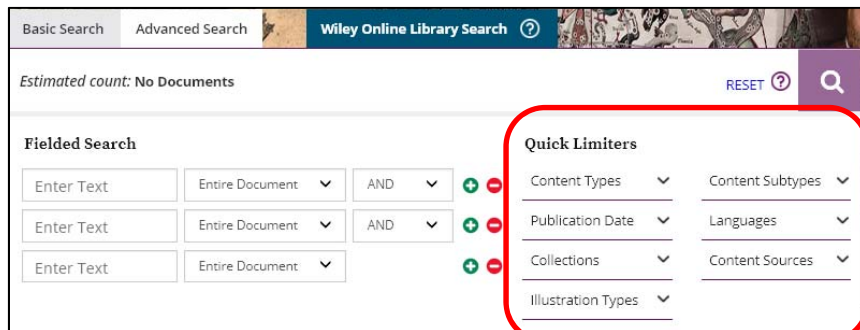 Basic Search Advanced Search Wiley Online Library Search ?
Estimated count: No Documents RESET ?
Fielded Search Quick Limiters
Enter Text Entire Document AND Content Types Content Subtypes
Enter Text Entire Document AND Publication Date Languages
Enter Text Entire Document Collections Content Sources
Illustration Types